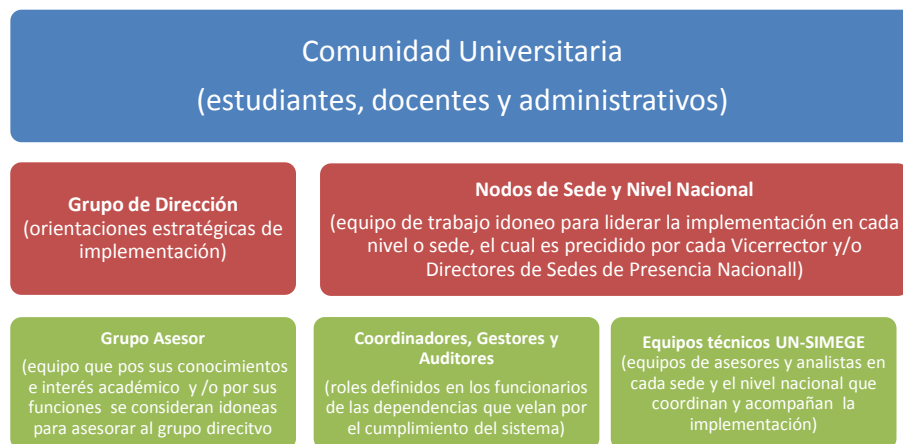 Comunidad Universitaria
(estudiantes, docentes y administrativos)
Grupo de Dirección
(orientaciones estratégicas de
implementación)
Nodos de Sede y Nivel Nacional
(equipo de trabajo idoneo para liderar la implementación en cada
nivel o sede, el cual es precidido por cada Vicerrector y/o
Directores de Sedes de Presencia Nacionall)
Grupo Asesor
(equipo que pos sus conocimientos
e interés académico y /o por sus
funciones se consideran idoneas
para asesorar al grupo direcitvo
Coordinadores, Gestores y
Auditores
(roles definidos en los funcionarios
de las dependencias que velan por
el cumplimiento del sistema)
Equipos técnicos UN-SIMEGE
(equipos de asesores y analistas en
cada sede y el nivel nacional que
coordinan y acompañan la
implementación)